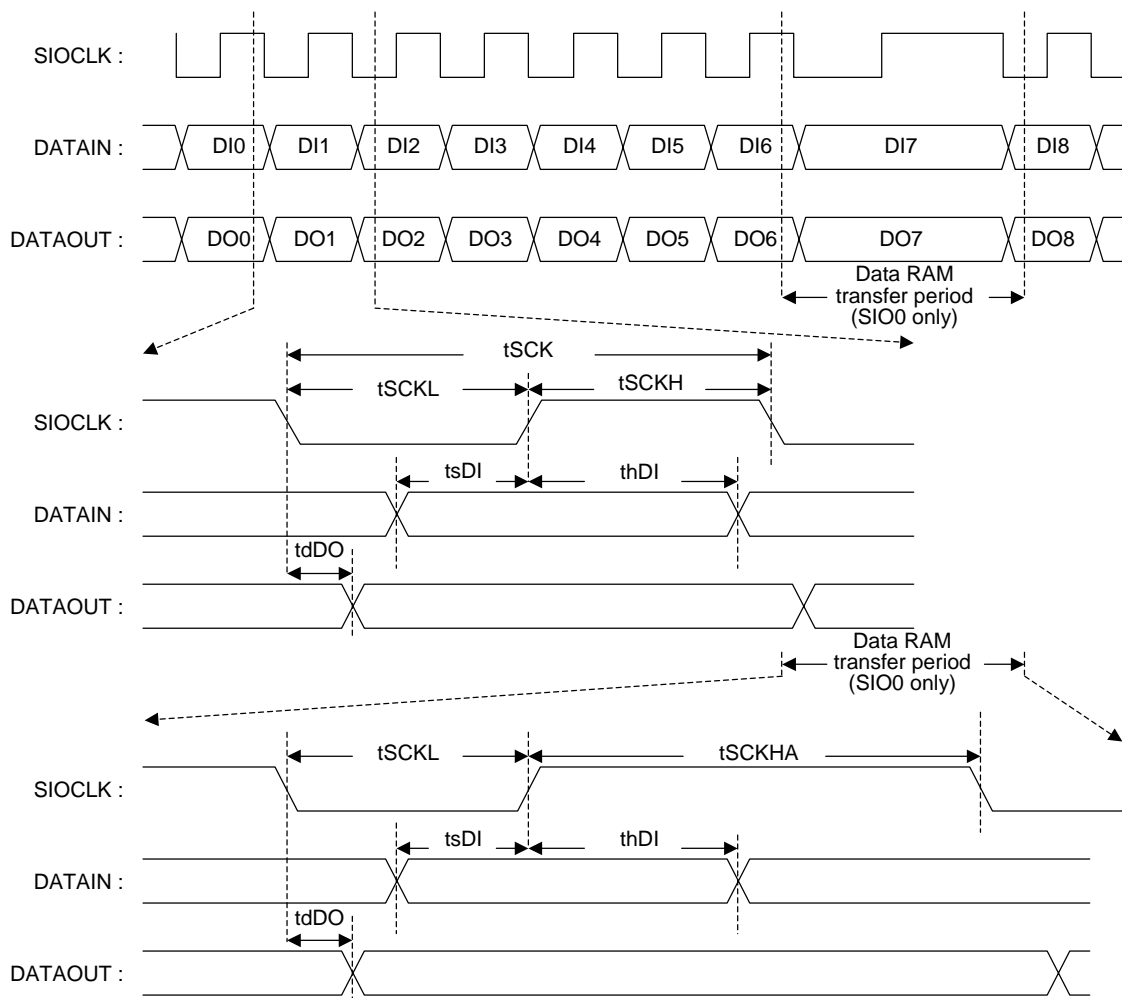 SIOCLK :
DATAIN : DI0 DI1 DI2 DI3 DI4 DI5 DI6 DI7 DI8
DATAOUT : DO0 DO1 DO2 DO3 DO4 DO5 DO6 DO7 DO8
Data RAM
transfer period
(SIO0 only)
tSCK
tSCKL tSCKH
SIOCLK :
tsDI thDI
DATAIN :
tdDO
DATAOUT :
Data RAM
transfer period
(SIO0 only)
tSCKL tSCKHA
SIOCLK :
tsDI thDI
DATAIN :
tdDO
DATAOUT :